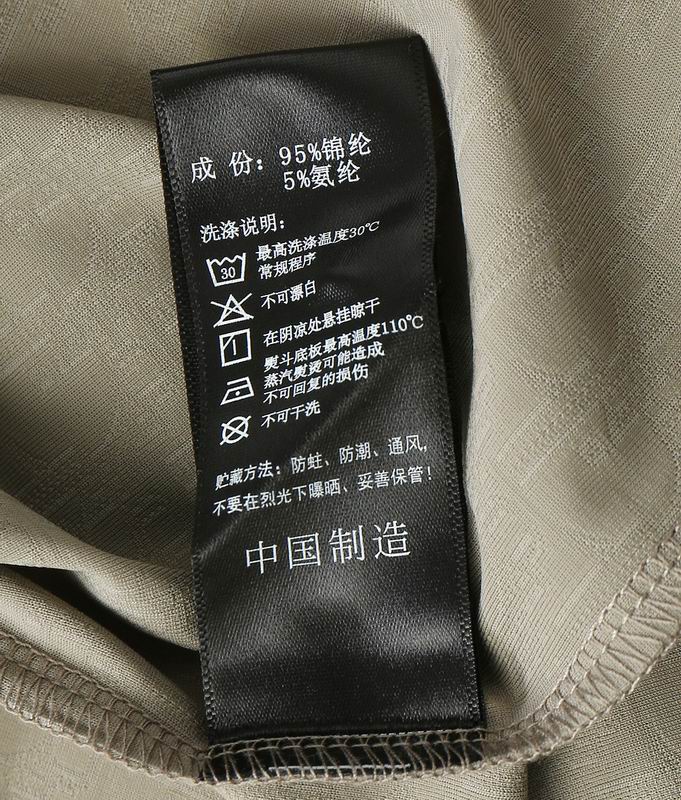 成 份：95%锦纶
5%氨纶
洗涤说明：
30
最高洗涤温度30℃
常规程序
不可漂白
在阴凉处悬挂晾干
熨斗底板最高温度110℃
蒸汽熨烫可能造成
不可回复的损伤
不可干洗
贮藏方法：防蛀、防潮、通风,
不要在烈光下曝晒、妥善保管！
中国制造